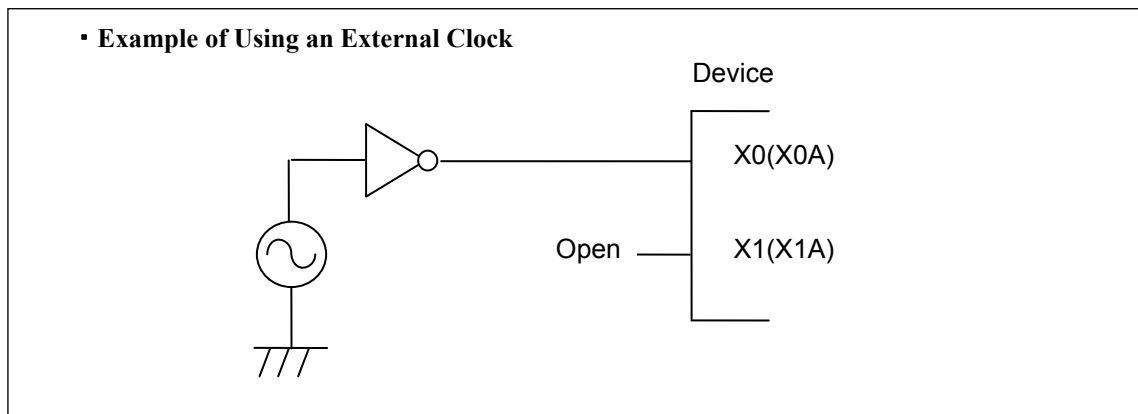 ▪ Example of Using an External Clock
Device
X0(X0A)
Open
X1(X1A)